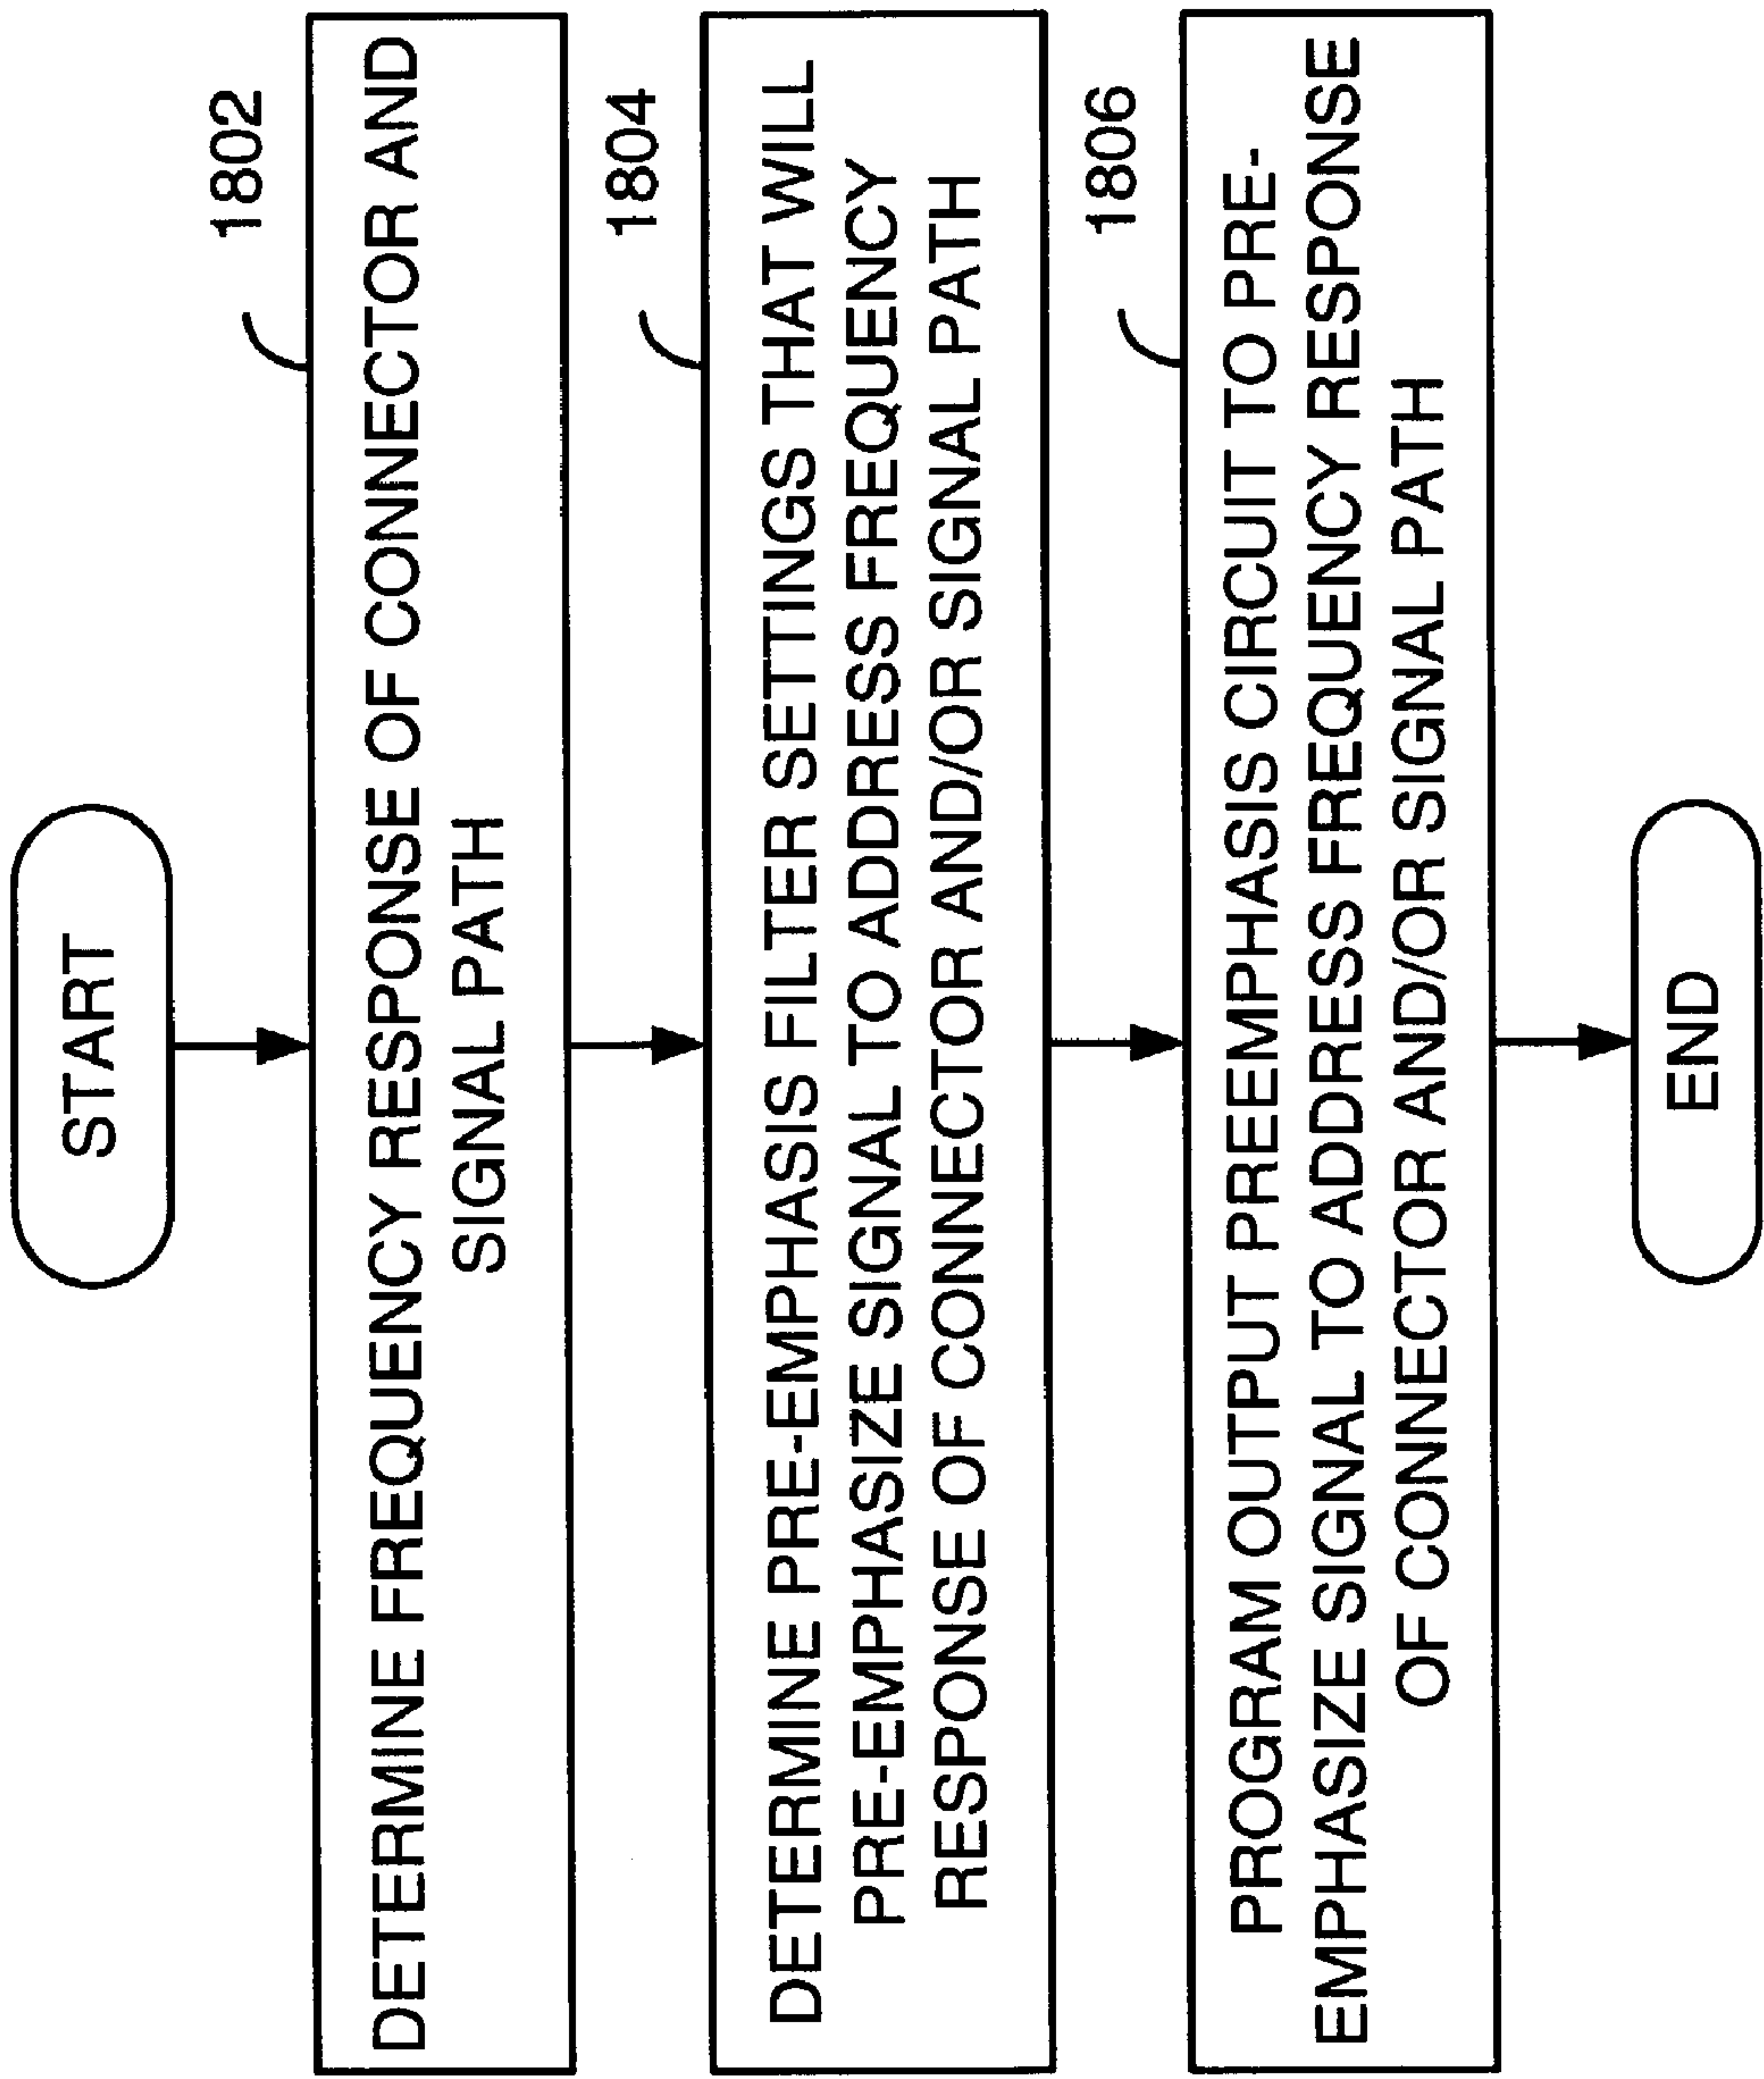 START
1802
DETERMINE FREQUENCY RESPONSE OF CONNECTOR AND
SIGNAL PATH
1804
DETERMINE PRE-EMPHASIS FILTER SETTINGS THAT WILL
PRE-EMPHASIZE SIGNAL TO ADDRESS FREQUENCY
RESPONSE OF CONNECTOR AND/OR SIGNAL PATH
1806
PROGRAM OUTPUT PREEMPHASIS CIRCUIT TO PRE-
EMPHASIZE SIGNAL TO ADDRESS FREQUENCY RESPONSE
OF CONNECTOR AND/OR SIGNAL PATH
END